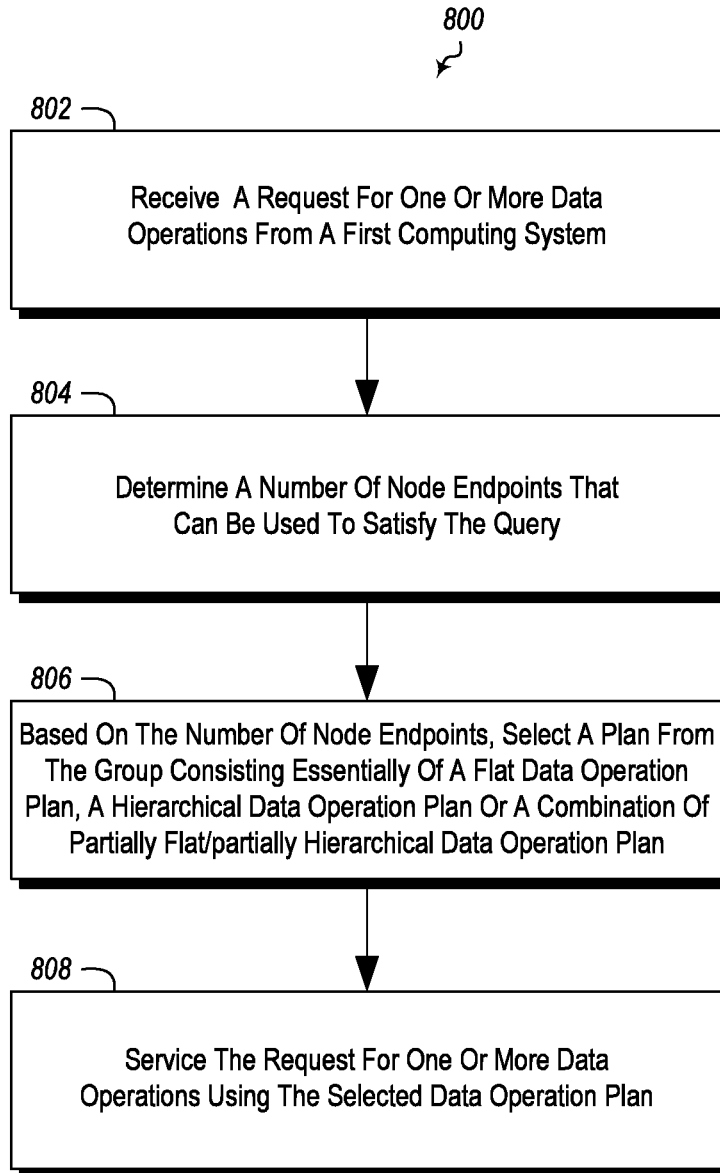 800
802
Receive A Request For One Or More Data
Operations From A First Computing System
804
Determine A Number Of Node Endpoints That
Can Be Used To Satisfy The Query
806
Based On The Number Of Node Endpoints, Select A Plan From
The Group Consisting Essentially Of A Flat Data Operation
Plan, A Hierarchical Data Operation Plan Or A Combination Of
Partially Flat/partially Hierarchical Data Operation Plan
808
Service The Request For One Or More Data
Operations Using The Selected Data Operation Plan